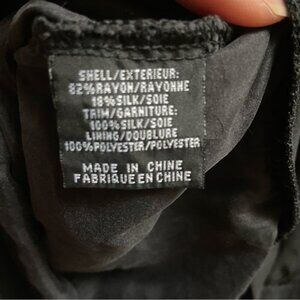 SHELL/EXTERIEUR:
82%RAYON/RAYONNE
18%SILK/SOIE
TRIM/GARNITURE:
100%SILK/SOIE
LINING/DOUBLURE
100%POLYESTER/POLYESTER
MADE IN CHINE
FABRIQUE EN CHINE